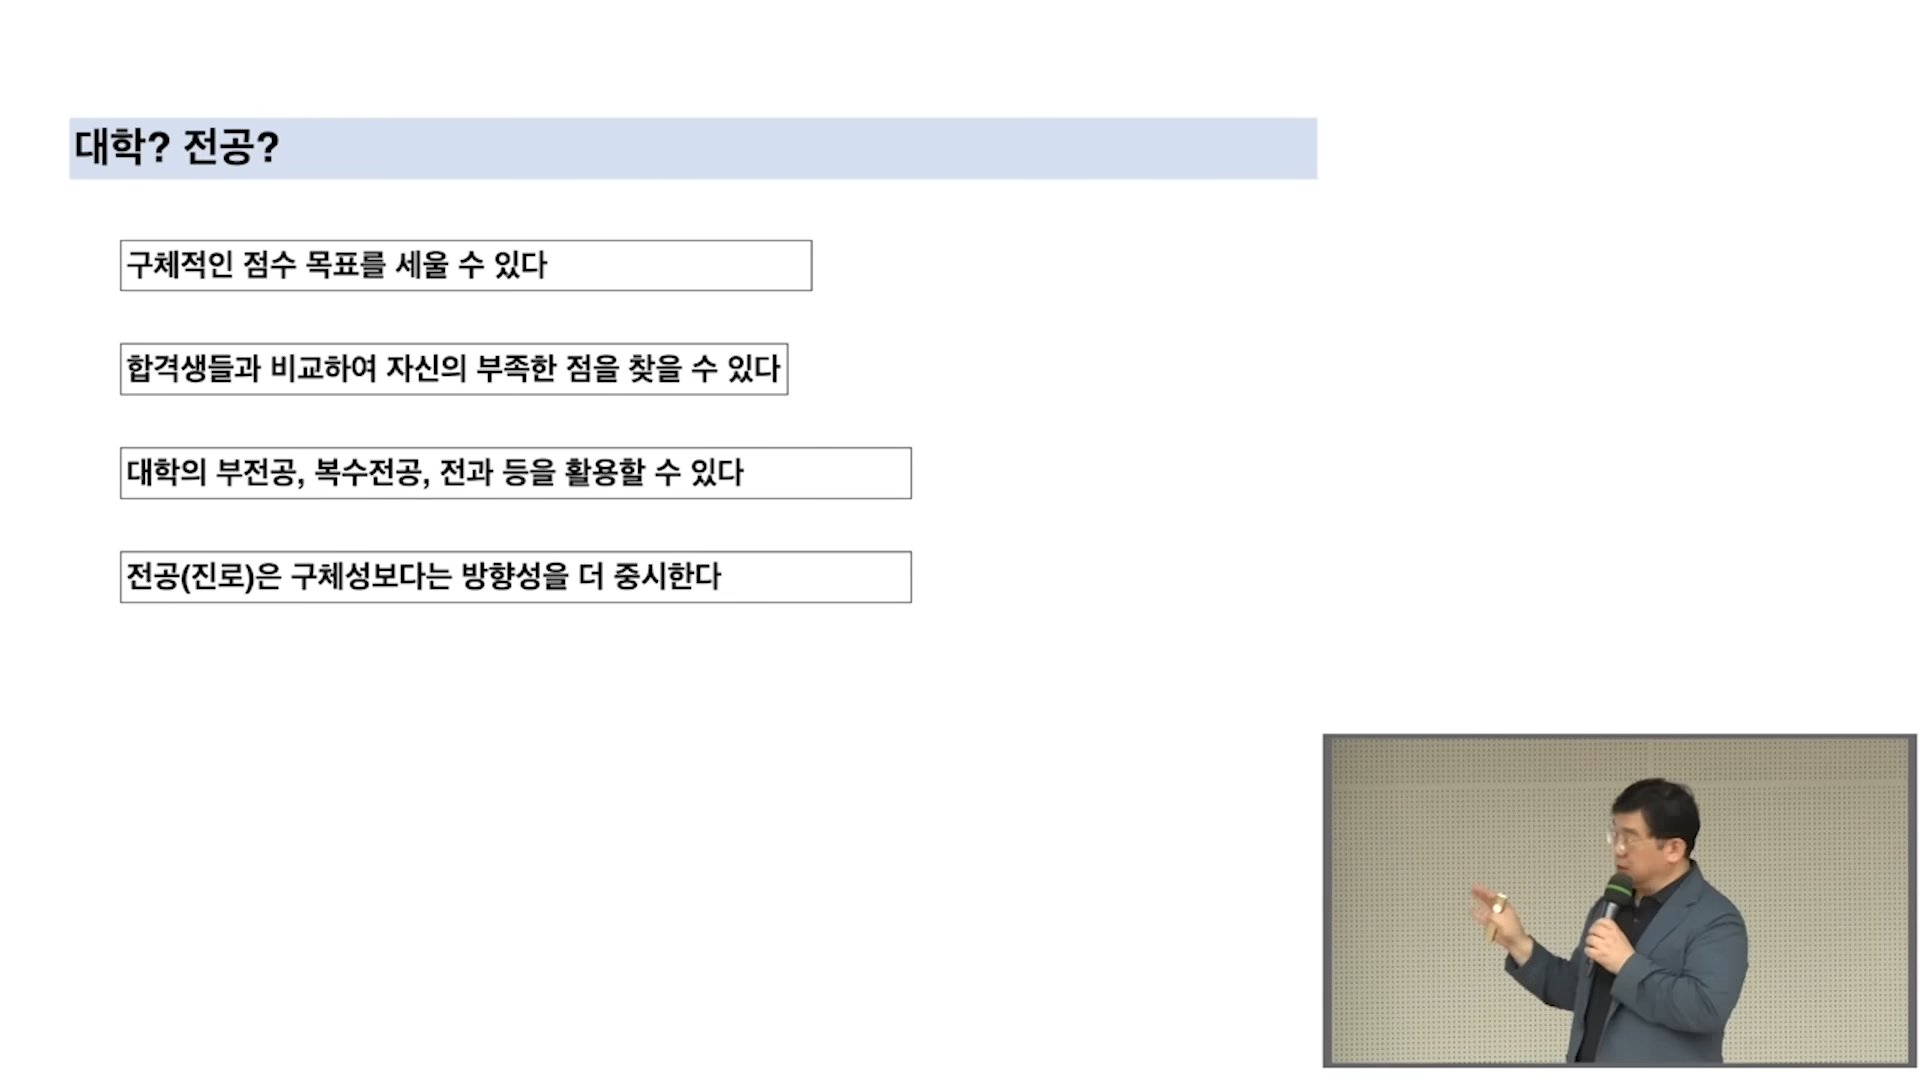 대학? 전공?
구체적인 점수 목표를 세울 수 있다
합격생들과 비교하여 자신의 부족한 점을 찾을 수 있다
대학의 부전공, 복수전공, 전과 등을 활용할 수 있다
전공(진로)은 구체성보다는 방향성을 더 중시한다